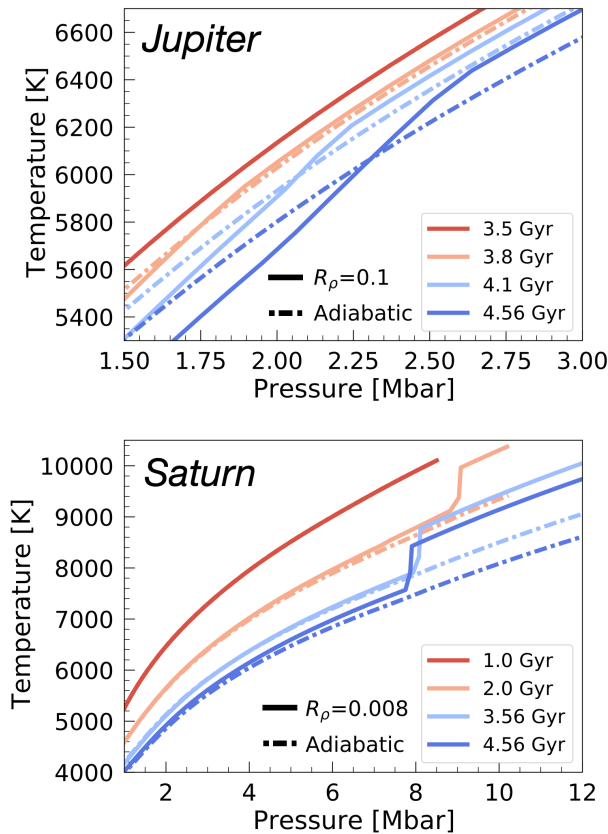 Jupiter
Temperature [K]
6600
6400
6200
6000
5800
5600
5400
R_ρ=0.1
Adiabatic
3.5 Gyr
3.8 Gyr
4.1 Gyr
4.56 Gyr
1.50 1.75 2.00 2.25 2.50 2.75 3.00
Pressure [Mbar]
Saturn
Temperature [K]
10000
9000
8000
7000
6000
5000
4000
R_ρ=0.008
Adiabatic
1.0 Gyr
2.0 Gyr
3.56 Gyr
4.56 Gyr
2 4 6 8 10 12
Pressure [Mbar]